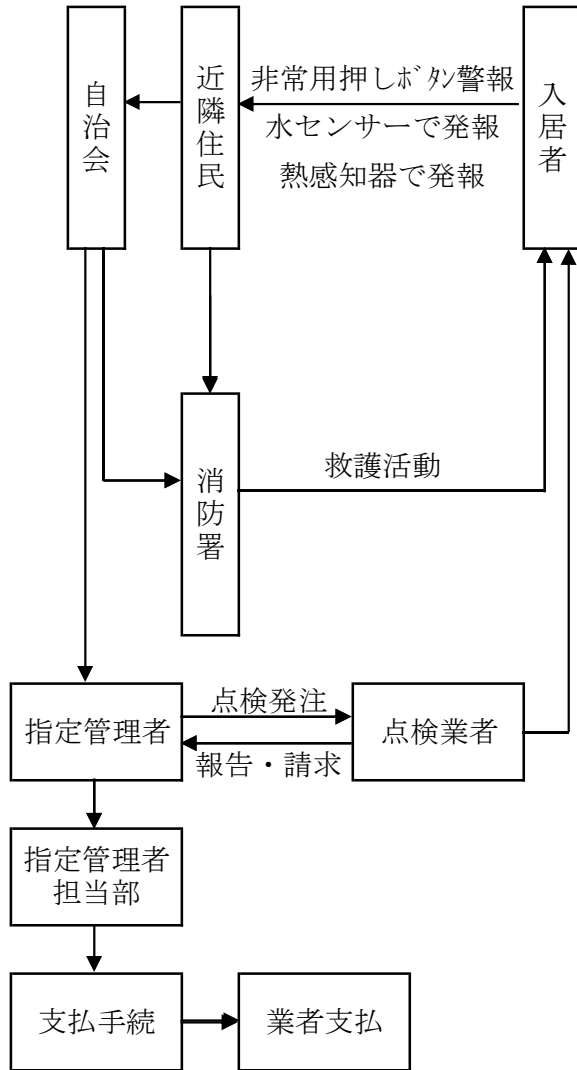 自治会
近隣住民
非常用押しﾎﾞﾀﾝ警報
水センサーで発報
熱感知器で発報
入居者
消防署
救護活動
指定管理者
点検発注
報告・請求
点検業者
指定管理者
担当部
支払手続
業者支払